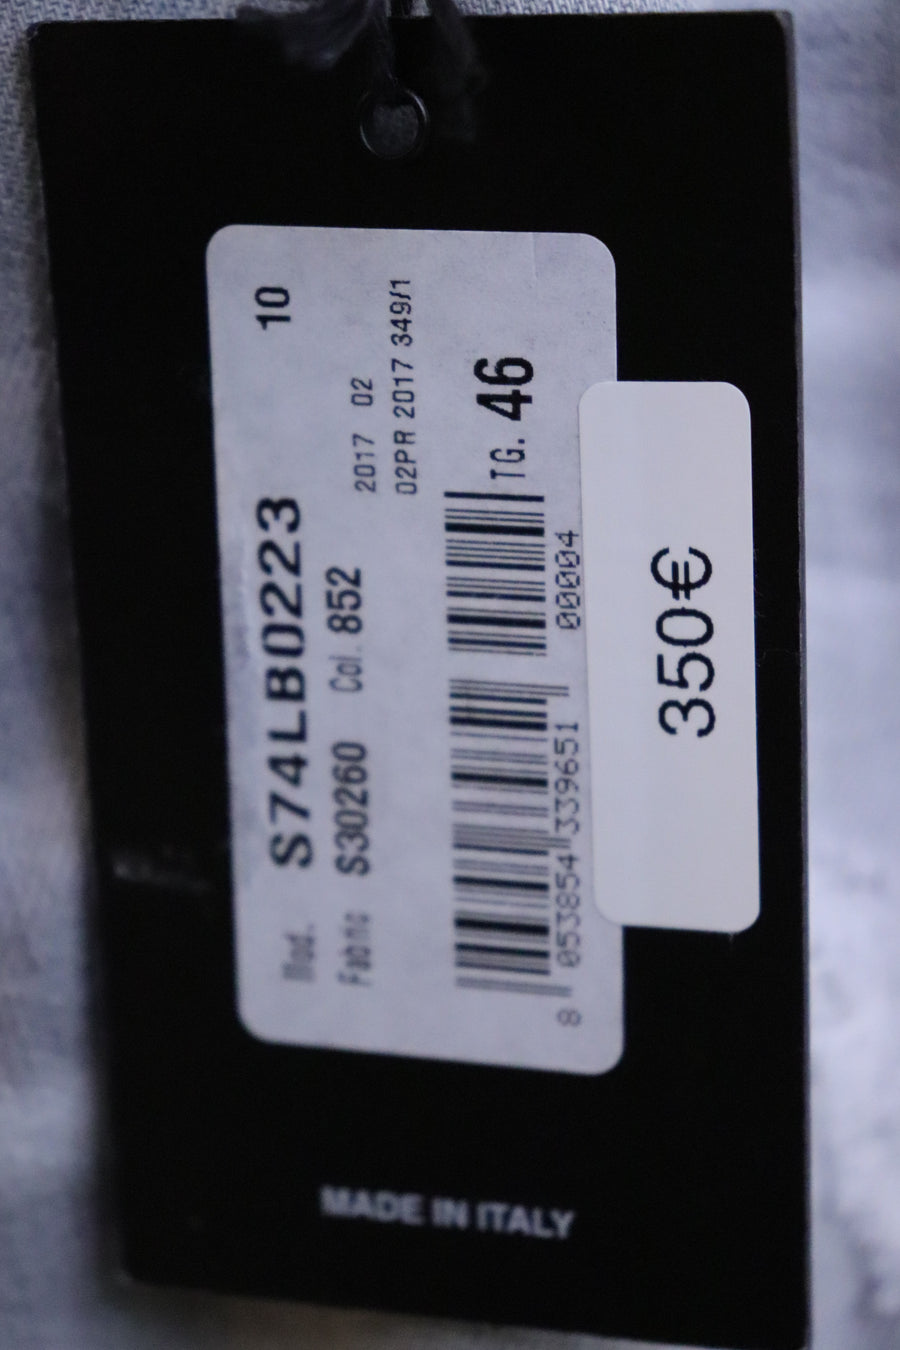 Mod. S74LB0223 10
Fabric S30260 Col. 852
2017 02
02PR 2017 349/1
TG. 46
8 053854 339651 00004
350€
MADE IN ITALY